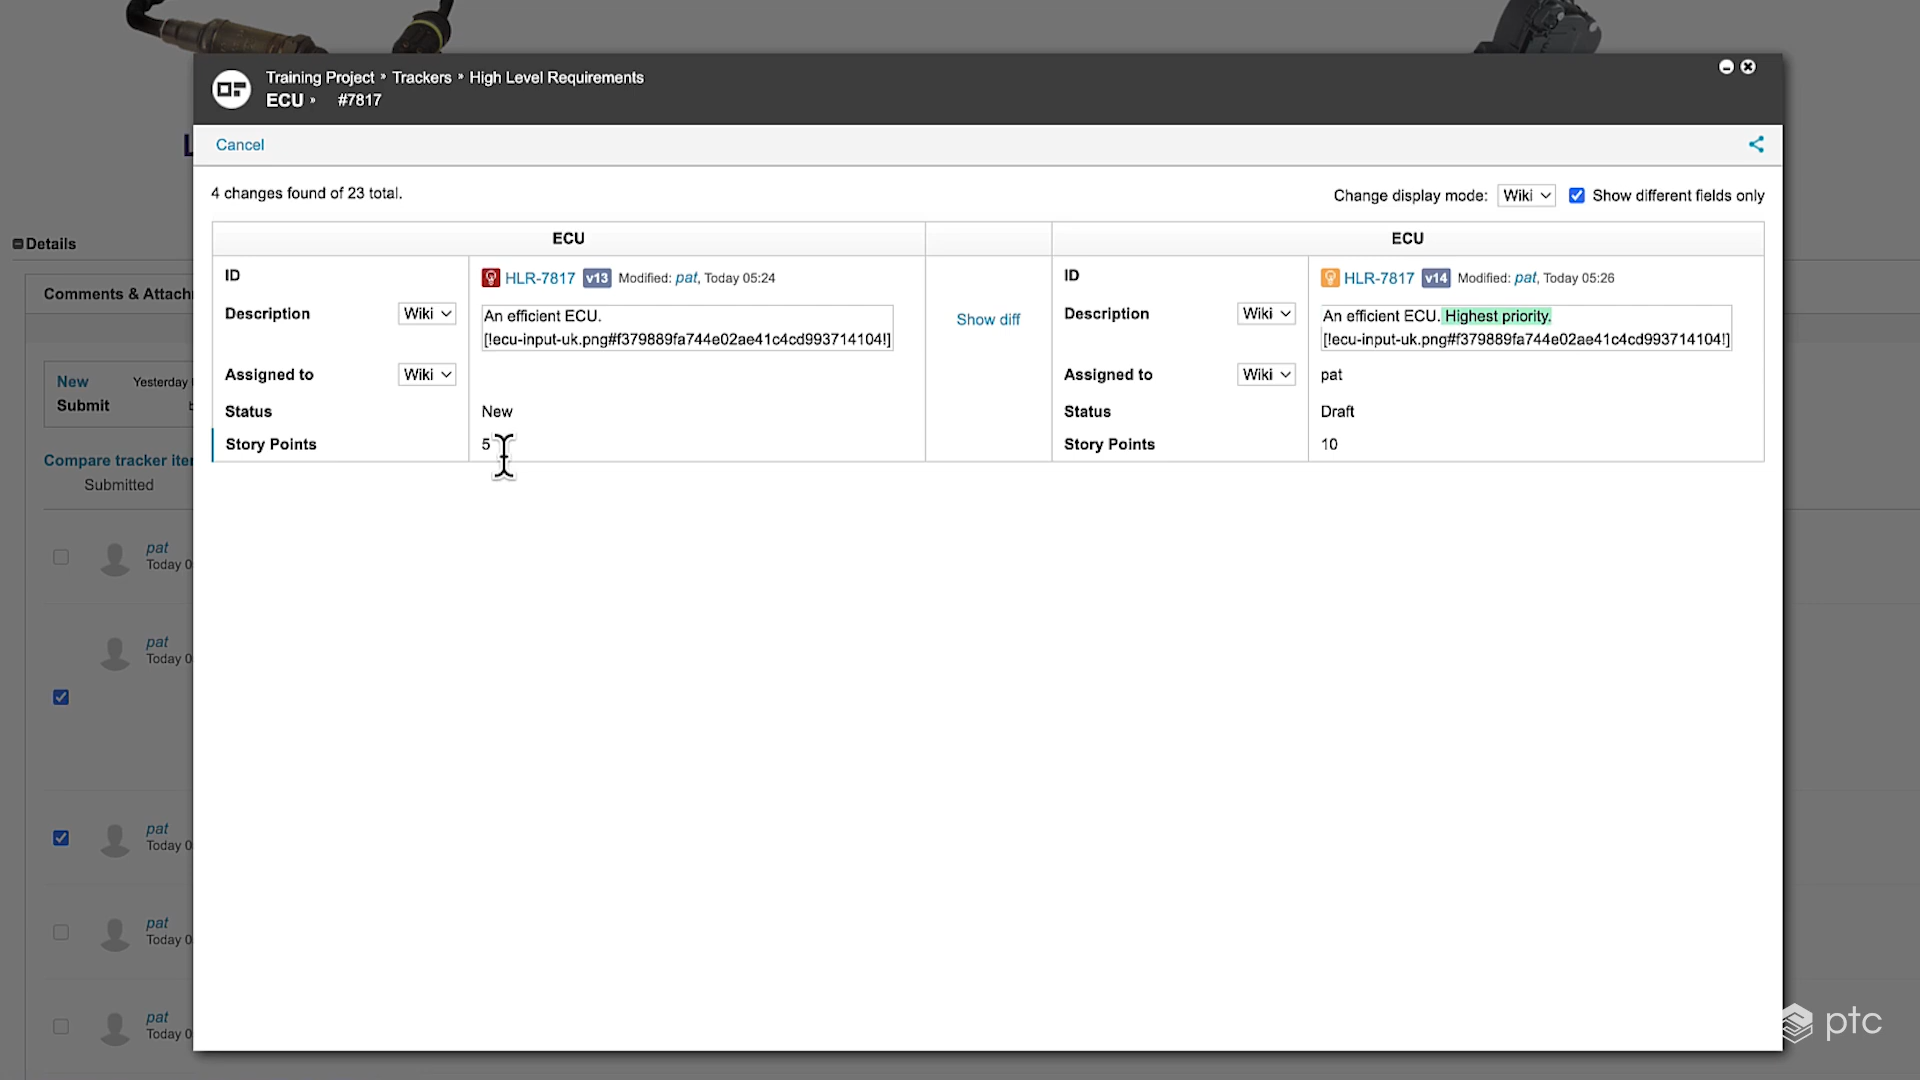 Training Project » Trackers » High Level Requirements
ECU » #7817
Cancel
4 changes found of 23 total.
Change display mode: Wiki Show different fields only
ECU
ECU
ID
HLR-7817 v13 Modified: pat, Today 05:24
ID
HLR-7817 v14 Modified: pat, Today 05:26
Description Wiki
An efficient ECU.
[!ecu-input-uk.png#f379889fa744e02ae41c4cd993714104!]
Show diff
Description Wiki
An efficient ECU. Highest priority.
[!ecu-input-uk.png#f379889fa744e02ae41c4cd993714104!]
Assigned to Wiki
Assigned to Wiki pat
Status New
Status Draft
Story Points 5
Story Points 10
Details
Comments &
New Yesterday
Submit
Compare tracker
Submitted
pat
Today
pat
Today
pat
Today
pat
Today
pat
Today
ptc